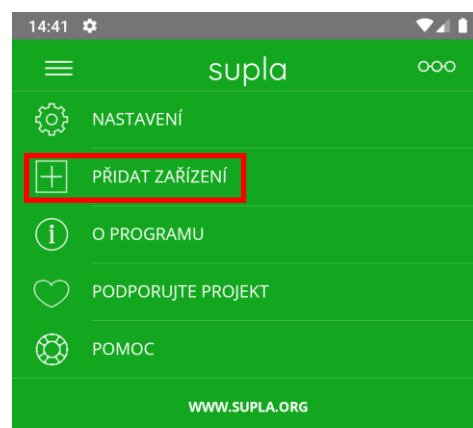 14:41
supla
NASTAVENÍ
PŘIDAT ZAŘÍZENÍ
O PROGRAMU
PODPORUJTE PROJEKT
POMOC
WWW.SUPLA.ORG